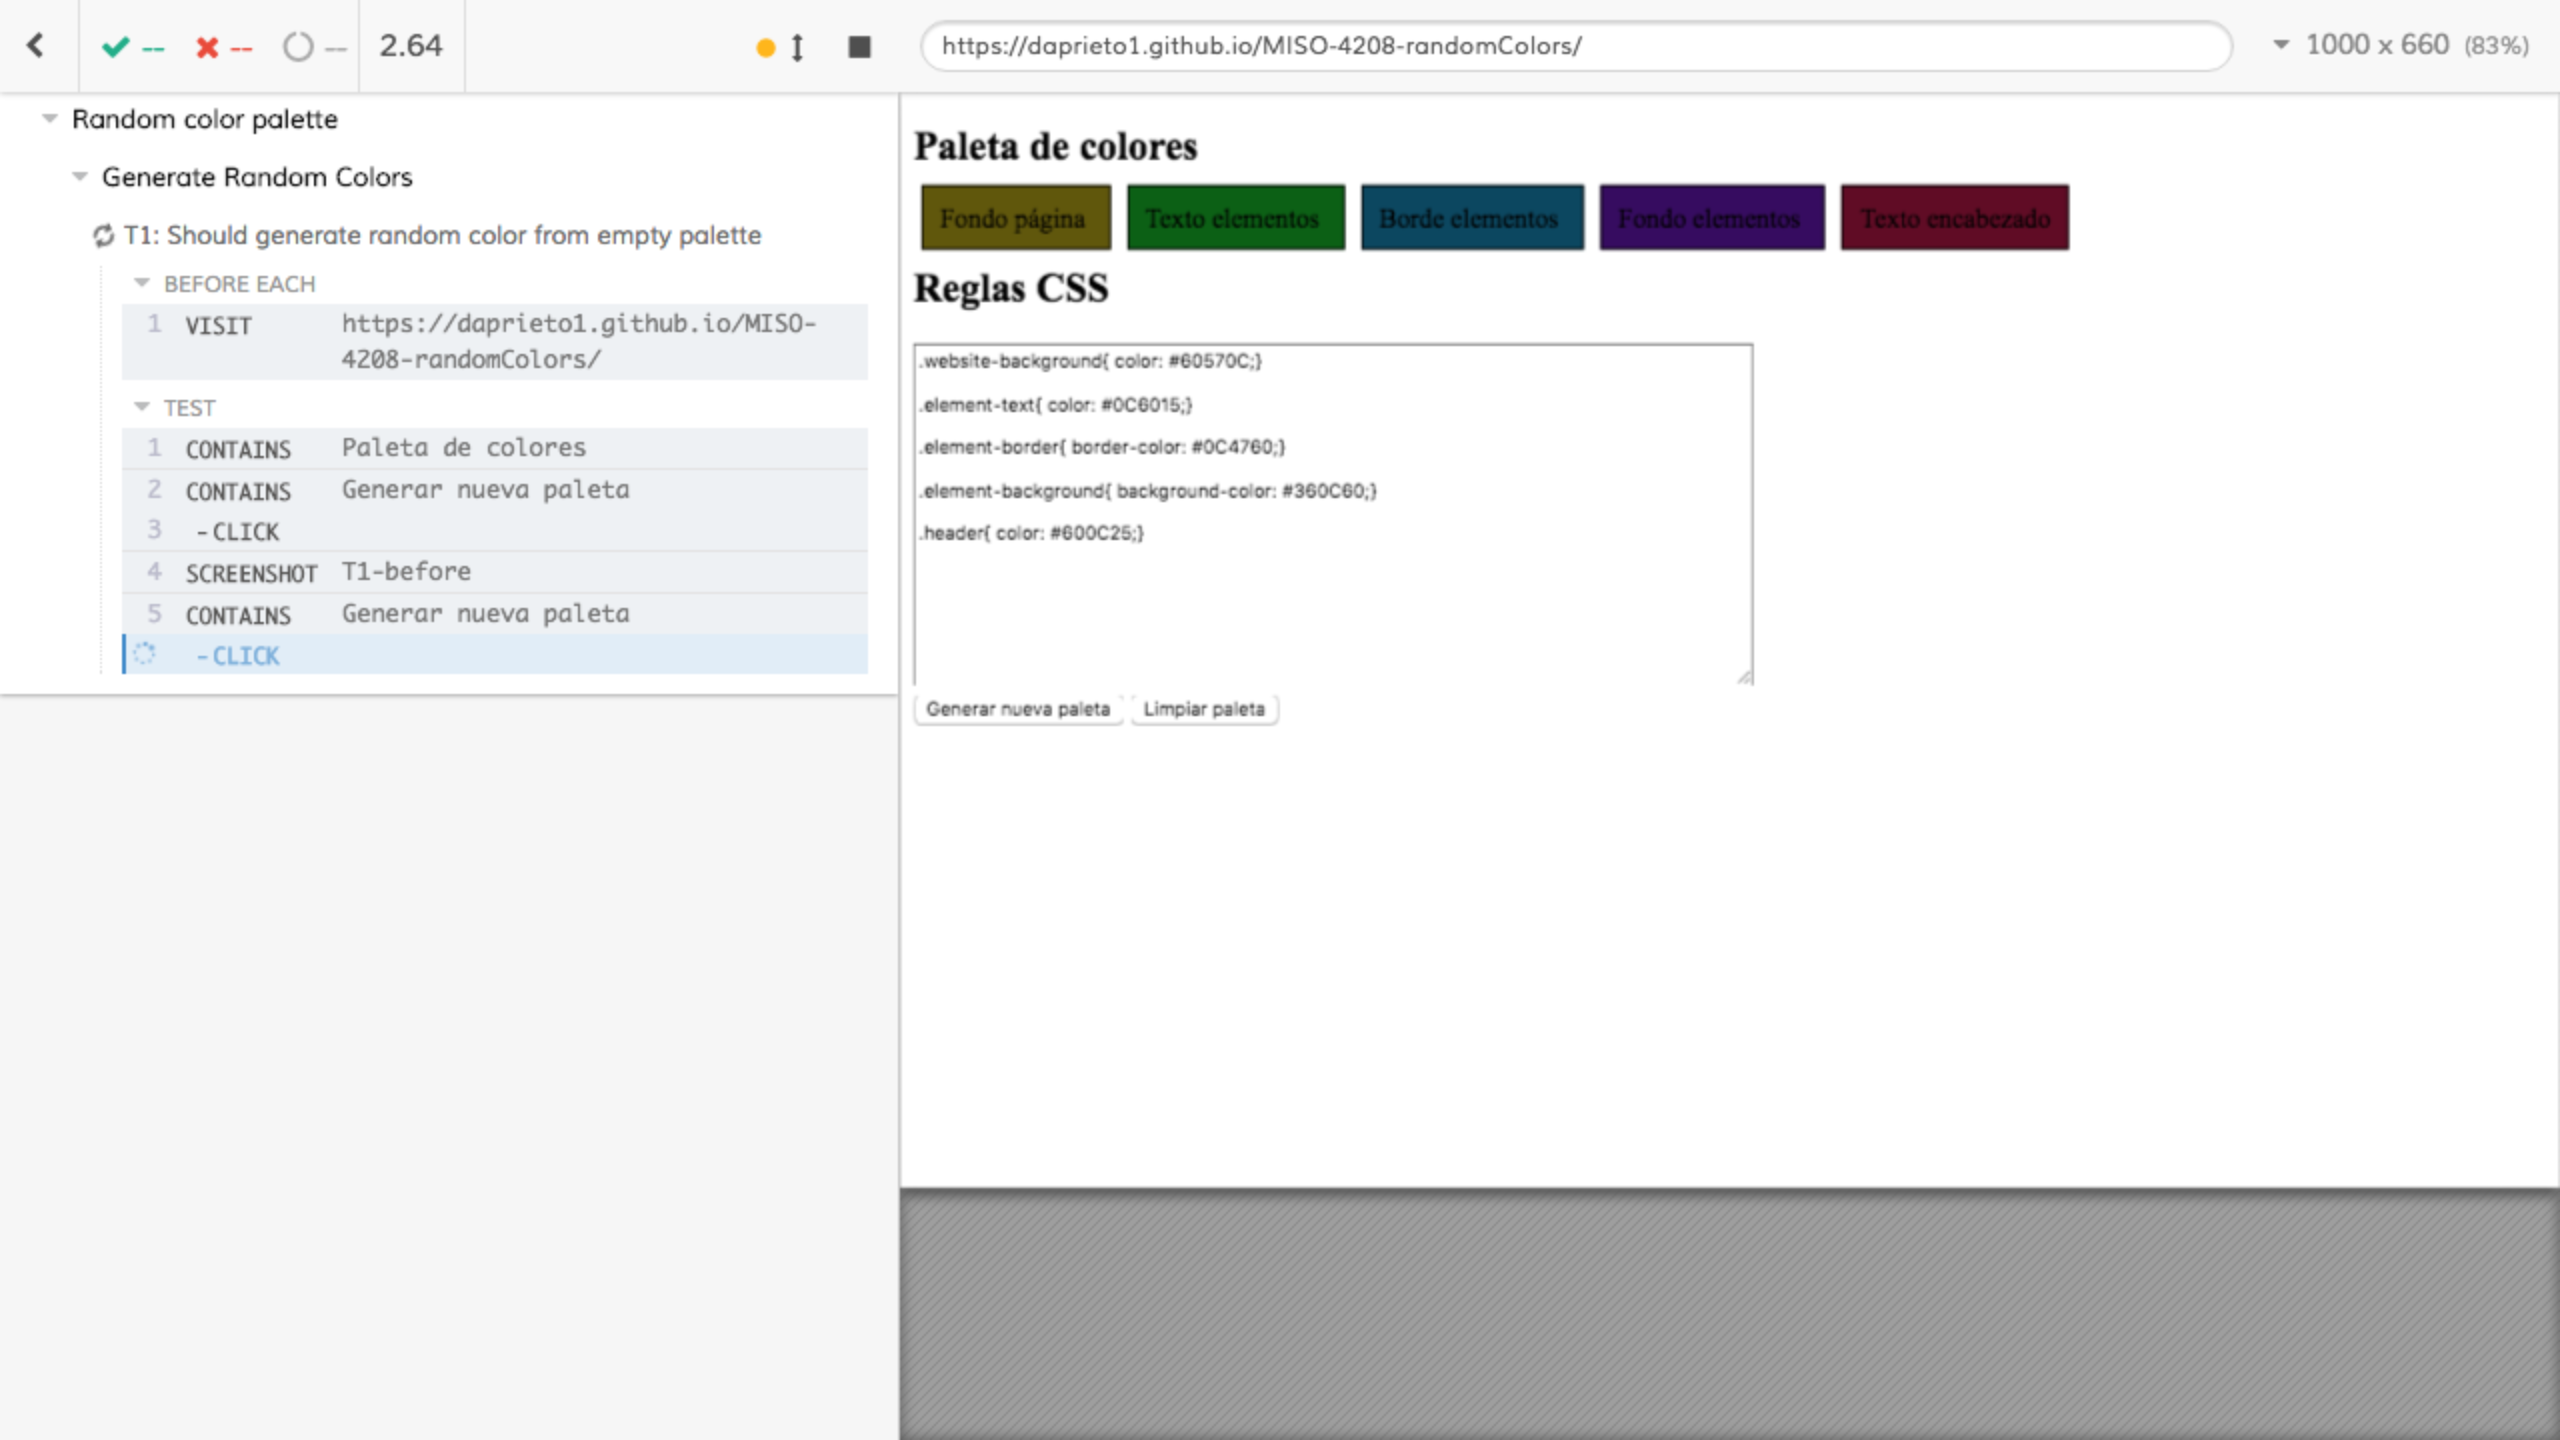 -- -- -- 2.64
https://daprieto1.github.io/MISO-4208-randomColors/
1000 x 660 (83%)
Random color palette
Generate Random Colors
T1: Should generate random color from empty palette
BEFORE EACH
1 VISIT https://daprieto1.github.io/MISO-
4208-randomColors/
TEST
1 CONTAINS Paleta de colores
2 CONTAINS Generar nueva paleta
3 -CLICK
4 SCREENSHOT T1-before
5 CONTAINS Generar nueva paleta
-CLICK
Paleta de colores
Fondo página Texto elementos Borde elementos Fondo elementos Texto encabezado
Reglas CSS
.website-background{ color: #60570C;}
.element-text{ color: #0C6015;}
.element-border{ border-color: #0C4760;}
.element-background{ background-color: #360C60;}
.header{ color: #600C25;}
Generar nueva paleta Limpiar paleta